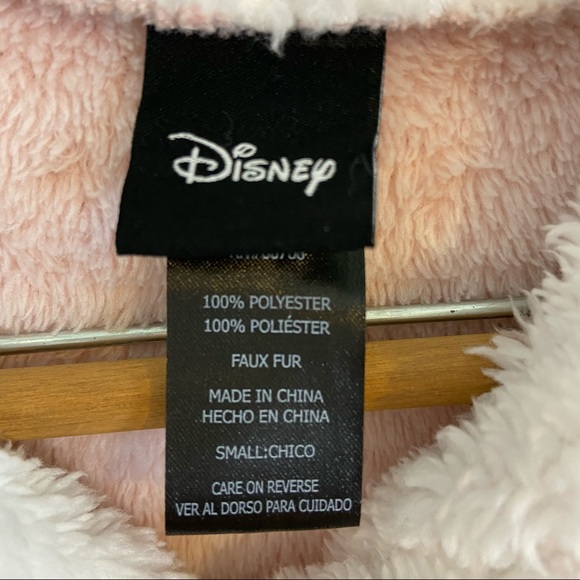 Disney
100% POLYESTER
100% POLIÉSTER
FAUX FUR
MADE IN CHINA
HECHO EN CHINA
SMALL:CHICO
CARE ON REVERSE
VER AL DORSO PARA CUIDADO